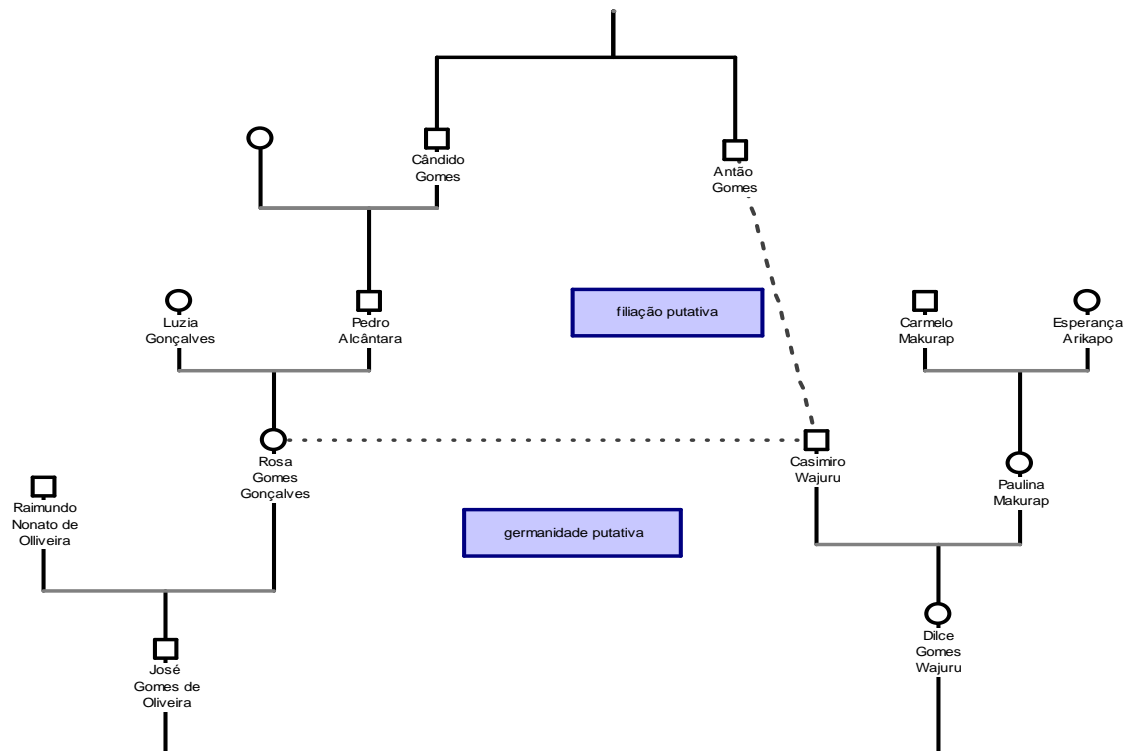 Cândido
Gomes
Antão
Gomes
Luzia
Gonçalves
Pedro
Alcântara
filiação putativa
Carmelo
Makurap
Esperança
Arikapo
Rosa
Gomes
Gonçalves
Casimiro
Wajuru
Paulina
Makurap
Raimundo
Nonato de
Olliveira
germanidade putativa
José
Gomes de
Oliveira
Dilce
Gomes
Wajuru